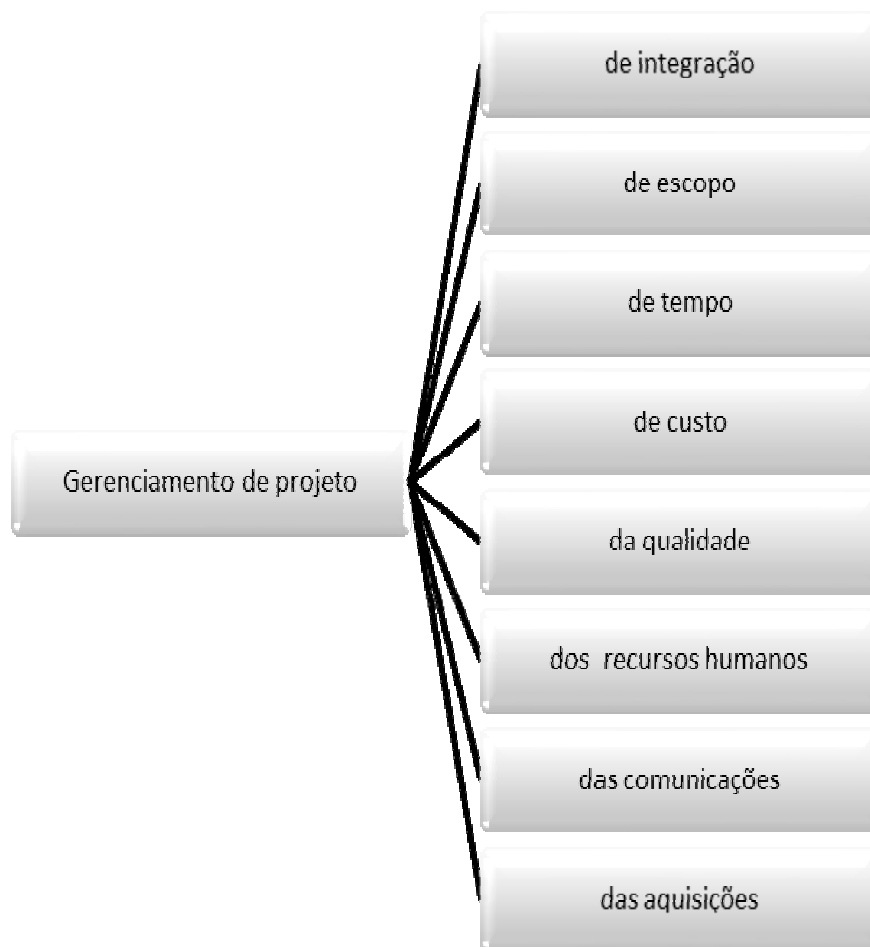 de integração
de escopo
de tempo
de custo
Gerenciamento de projeto
da qualidade
dos recursos humanos
das comunicações
das aquisições